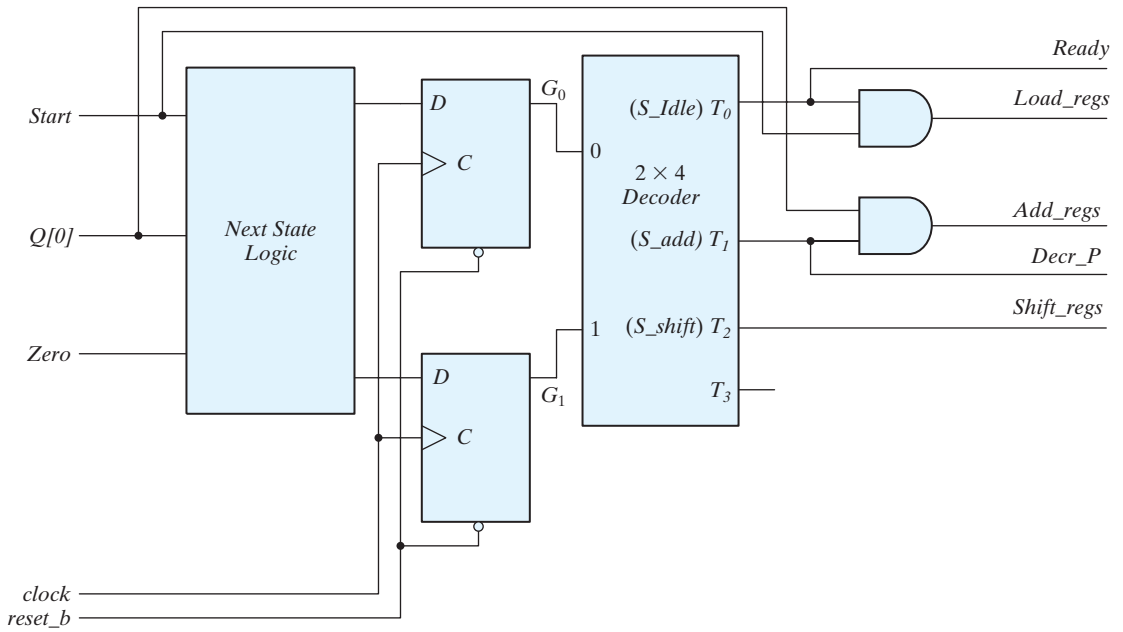 Ready
Load_regs
Start
D
G0
(S_Idle) T0
C
0
2 × 4
Decoder
Q[0]
Next State
Logic
(S_add) T1
Add_regs
Decr_P
Shift_regs
1
(S_shift) T2
Zero
D
G1
T3
C
clock
reset_b